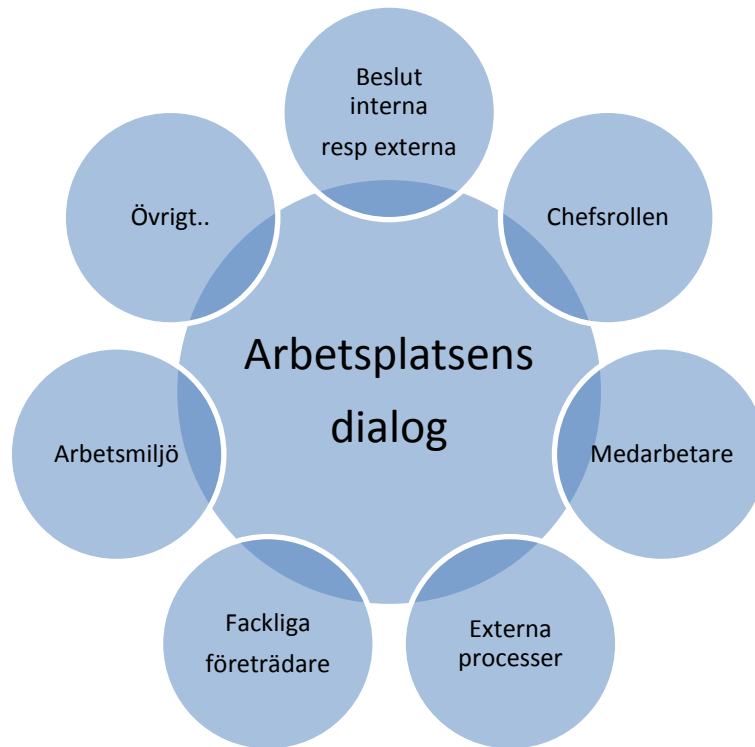 Beslut
interna
resp externa
Övrigt..
Chefsrollen
Arbetsplatsens
dialog
Arbetsmiljö
Medarbetare
Fackliga
företrädare
Externa
processer